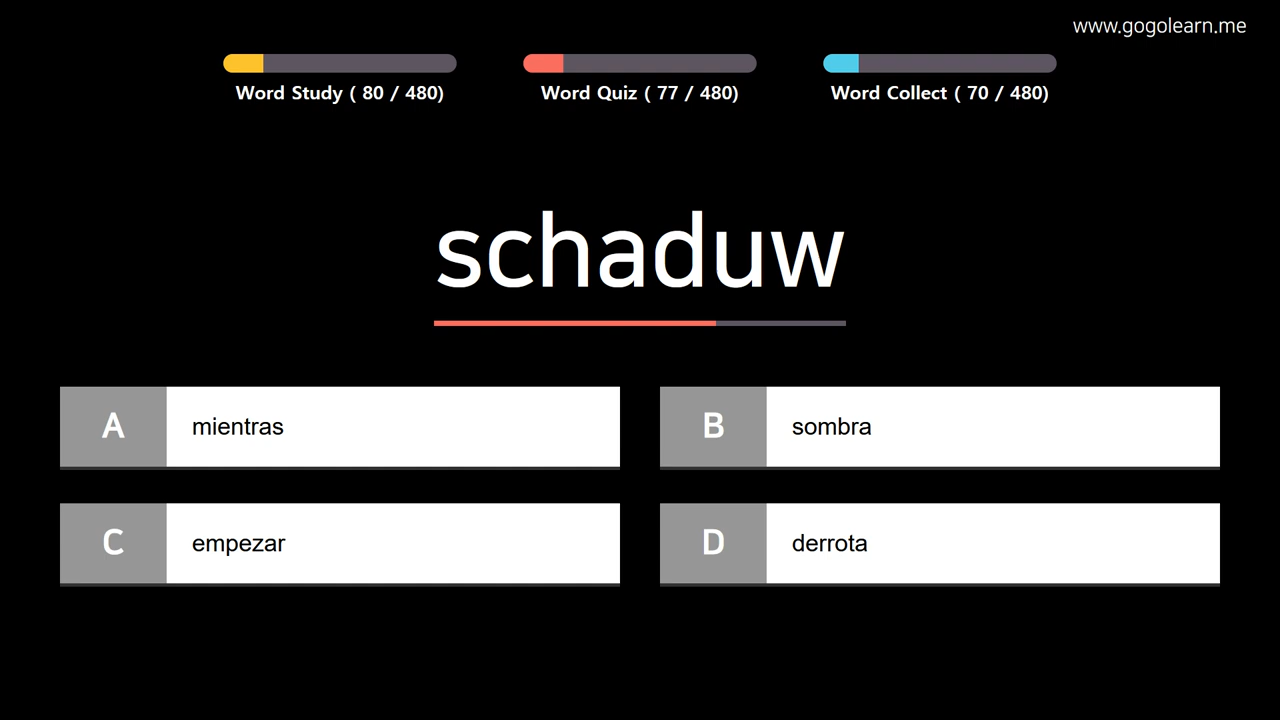 www.gogolearn.me
Word Study ( 80 / 480)
Word Quiz ( 77 / 480)
Word Collect ( 70 / 480)
schaduw
A mientras
B sombra
C empezar
D derrota